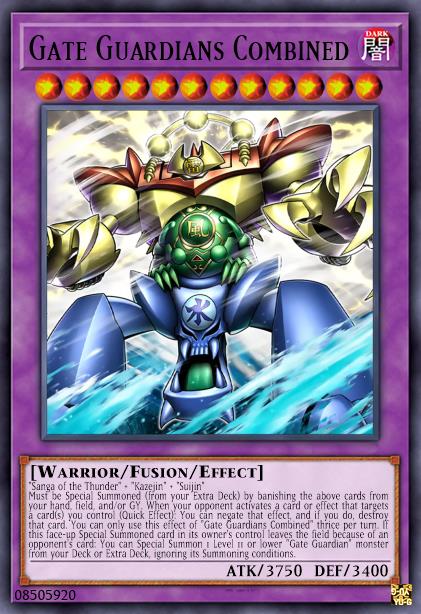 GATE GUARDIANS COMBINED
DARK
闇
雷
風
水
[WARRIOR/FUSION/EFFECT]
"Sanga of the Thunder" + "Kazejin" + "Suijin"
Must be Special Summoned (from your Extra Deck) by banishing the above cards from
your hand, field, and/or GY. When your opponent activates a card or effect that targets
a card(s) you control (Quick Effect): You can negate that effect, and if you do, destroy
that card. You can only use this effect of "Gate Guardians Combined" thrice per turn. If
this face-up Special Summoned card in its owner's control leaves the field because of an
opponent's card: You can Special Summon 1 Level 11 or lower "Gate Guardian" monster
from your Deck or Extra Deck, ignoring its Summoning conditions.
ATK/3750 DEF/3400
08505920